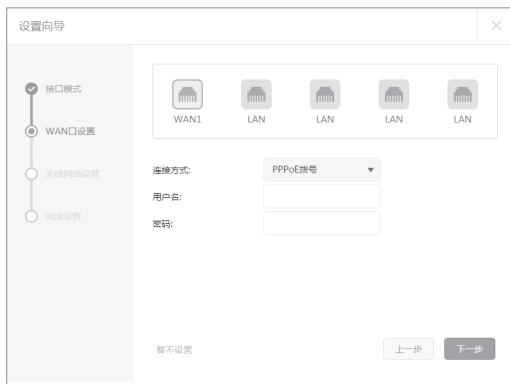 设置向导
接口模式
WAN口设置
无线网络设置
完成设置
WAN1 LAN LAN LAN LAN
连接方式: PPPoE拨号
用户名:
密码:
暂不设置 上一步 下一步